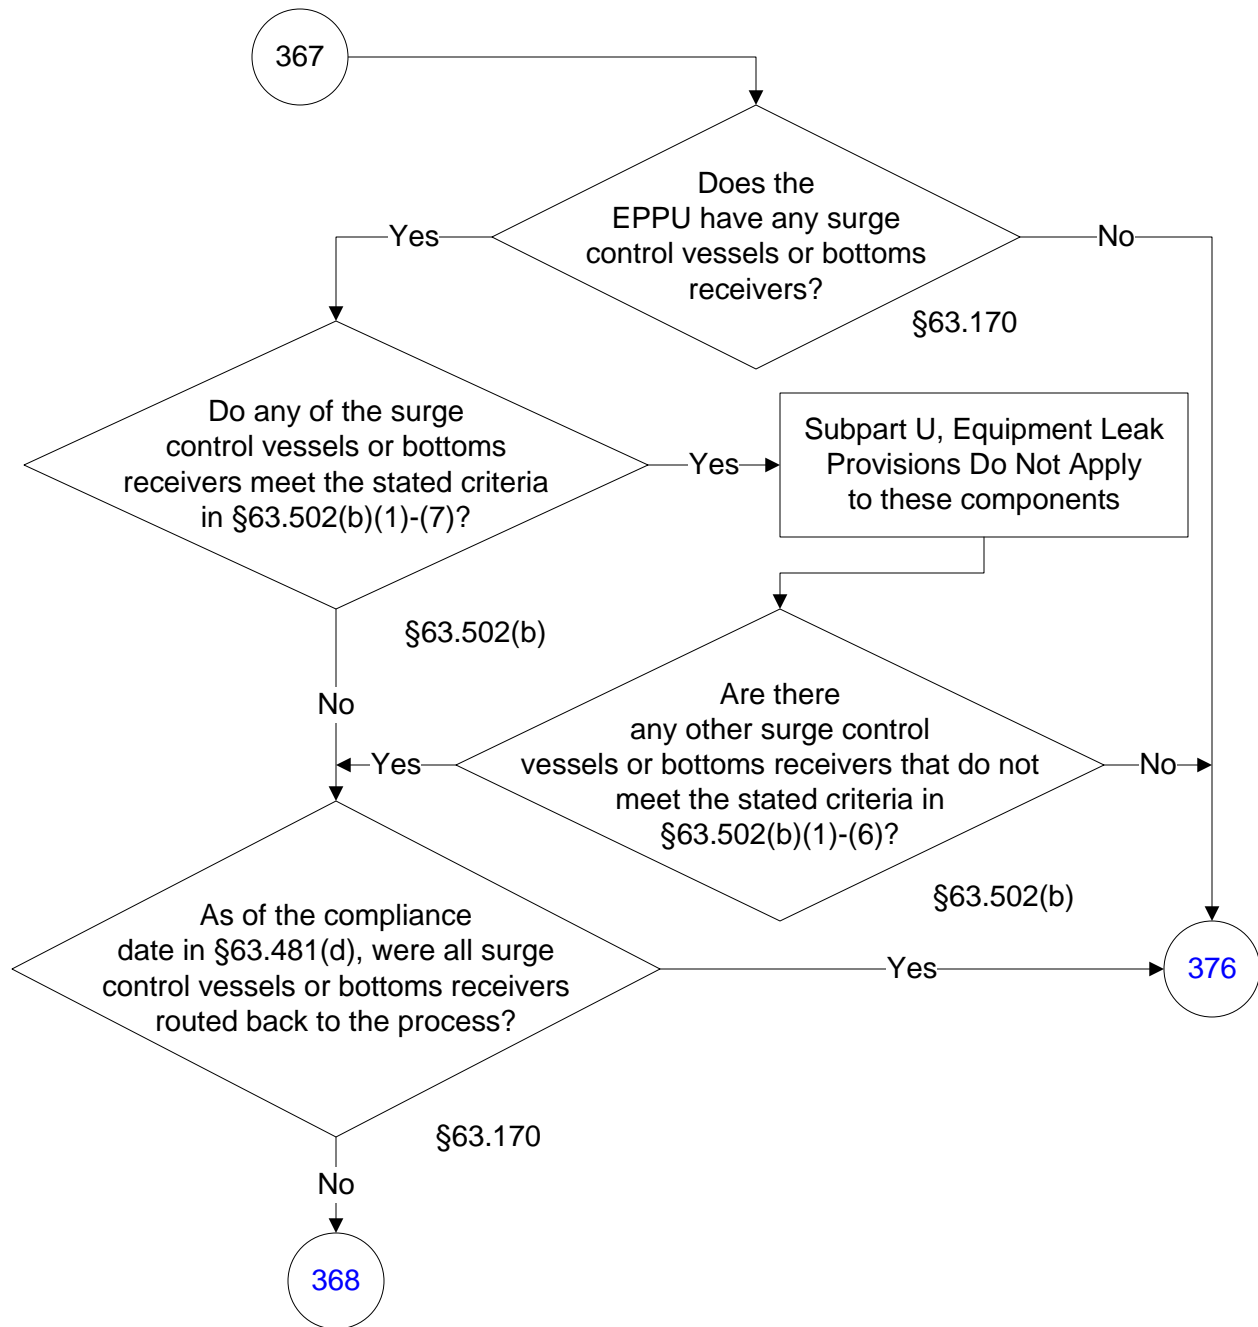 367
Does the
EPPU have any surge
control vessels or bottoms
receivers?
Yes
No
§63.170
Do any of the surge
control vessels or bottoms
receivers meet the stated criteria
in §63.502(b)(1)-(7)?
Yes
Subpart U, Equipment Leak
Provisions Do Not Apply
to these components
§63.502(b)
No
Are there
any other surge control
vessels or bottoms receivers that do not
meet the stated criteria in
§63.502(b)(1)-(6)?
Yes
No
§63.502(b)
As of the compliance
date in §63.481(d), were all surge
control vessels or bottoms receivers
routed back to the process?
Yes
376
§63.170
No
368